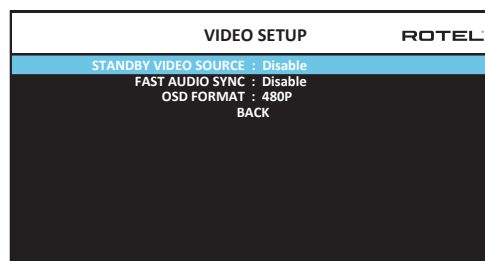 VIDEO SETUP
ROTEL
STANDBY VIDEO SOURCE : Disable
FAST AUDIO SYNC : Disable
OSD FORMAT : 480P
BACK